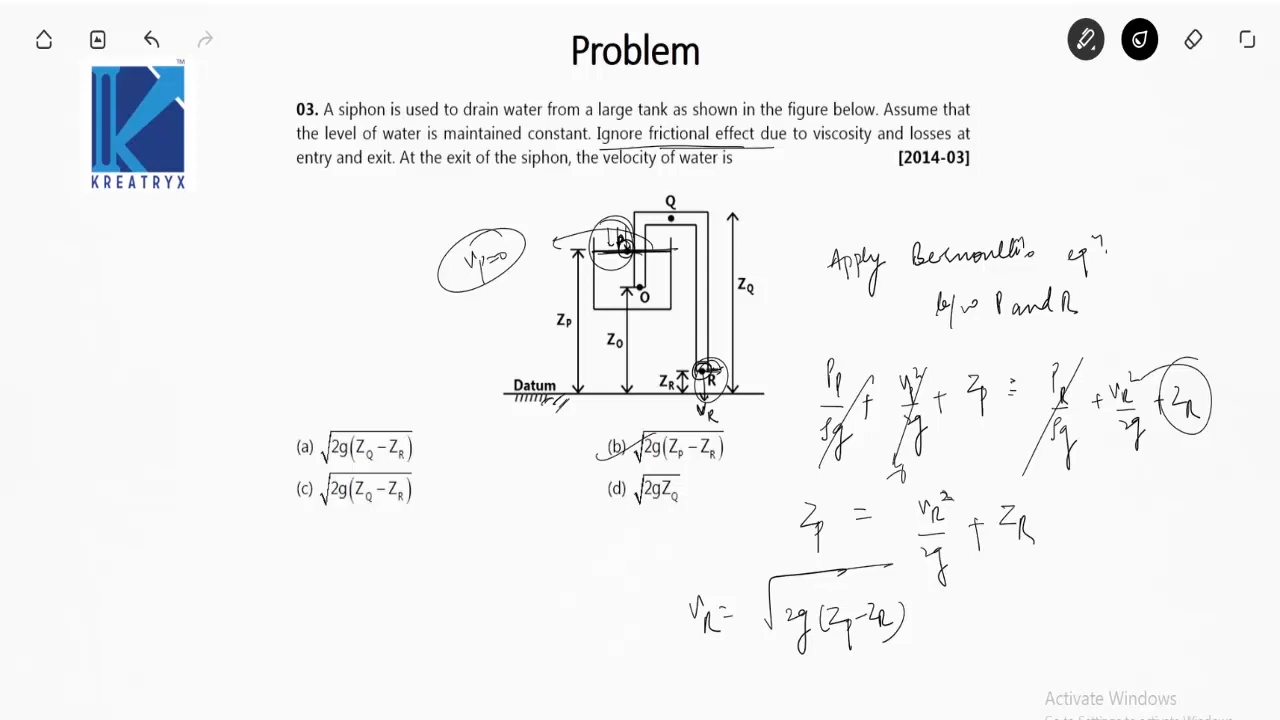 Problem
TM
KREATRYX
03. A siphon is used to drain water from a large tank as shown in the figure below. Assume that
the level of water is maintained constant. Ignore frictional effect due to viscosity and losses at
entry and exit. At the exit of the siphon, the velocity of water is [2014-03]
Q
P
V_P=0
O
Z_Q
Z_P
Z_O
Z_R
R
Datum
V_R
(a) √2g(Z_Q − Z_R)
(b) √2g(Z_P − Z_R)
(c) √2g(Z_Q − Z_R)
(d) √2gZ_Q
Apply Bernoulli's eqⁿ.
b/w P and R
P_P/ρg + V_P²/2g + Z_P = P_R/ρg + V_R²/2g + Z_R
0
Z_P = V_R²/2g + Z_R
V_R = √2g(Z_P-Z_R)
Activate Windows